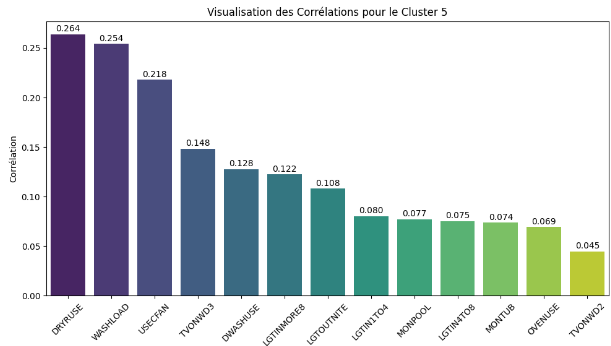 Visualisation des Corrélations pour le Cluster 5
Corrélation
0.25
0.20
0.15
0.10
0.05
0.00
0.264
0.254
0.218
0.148
0.128
0.122
0.108
0.080
0.077
0.075
0.074
0.069
0.045
DRYRUSE
WASHLOAD
USECFAN
TVONWD3
DWASHUSE
LGTINMORE8
LGTOUTNITE
LGTIN1TO4
MONPOOL
LGTIN4TO8
MONTUB
OVENUSE
TVONWD2